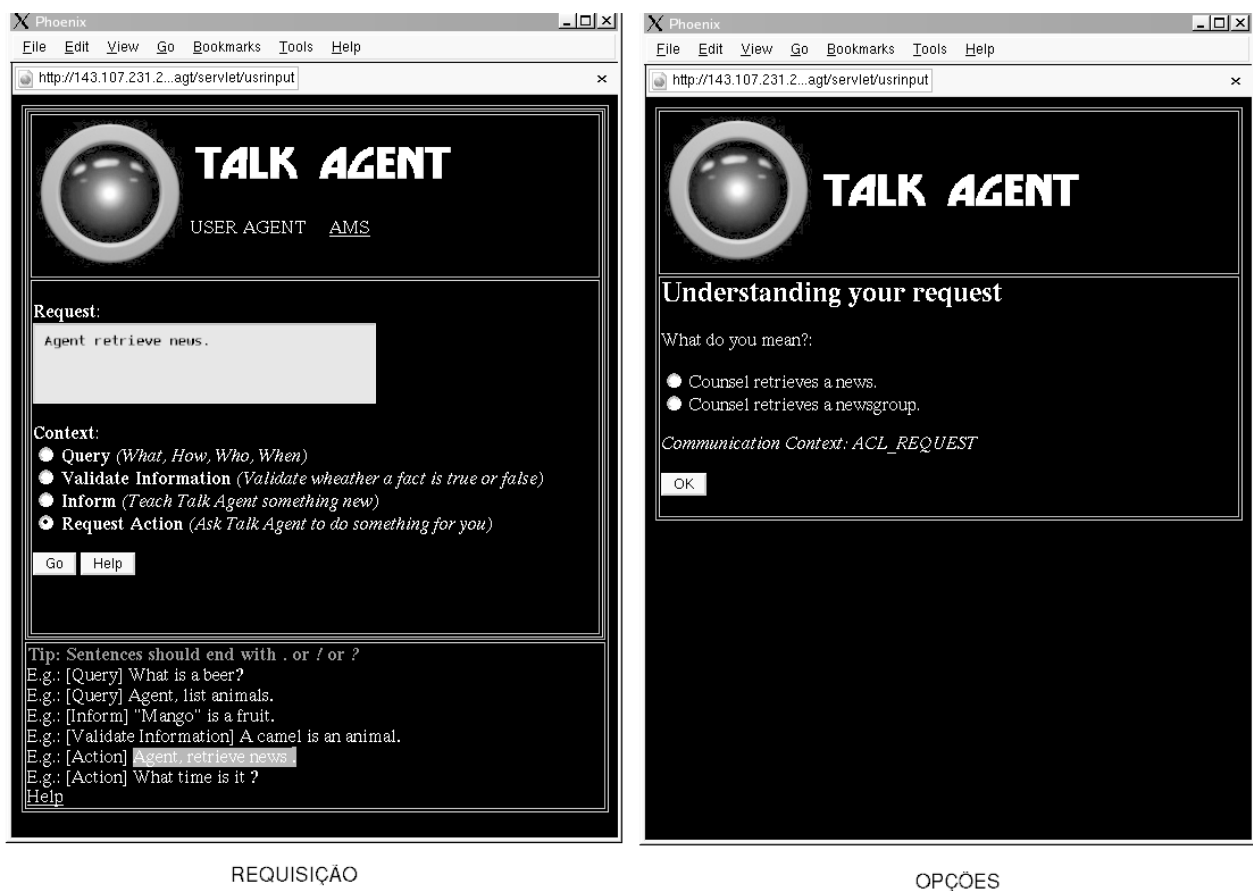 Phoenix
File Edit View Go Bookmarks Tools Help
http://143.107.231.2...agt/servlet/usrinput
TALK AGENT
USER AGENT AMS
Request:
Agent retrieve news.
Context:
Query (What, How, Who, When)
Validate Information (Validate wheather a fact is true or false)
Inform (Teach Talk Agent something new)
Request Action (Ask Talk Agent to do something for you)
Go Help
Tip: Sentences should end with . or ! or ?
E.g.: [Query] What is a beer?
E.g.: [Query] Agent, list animals.
E.g.: [Inform] "Mango" is a fruit.
E.g.: [Validate Information] A camel is an animal.
E.g.: [Action] Agent, retrieve news .
E.g.: [Action] What time is it ?
Help
REQUISIÇÃO
Phoenix
File Edit View Go Bookmarks Tools Help
http://143.107.231.2...agt/servlet/usrinput
TALK AGENT
Understanding your request
What do you mean?:
Counsel retrieves a news.
Counsel retrieves a newsgroup.
Communication Context: ACL_REQUEST
OK
OPÇÕES